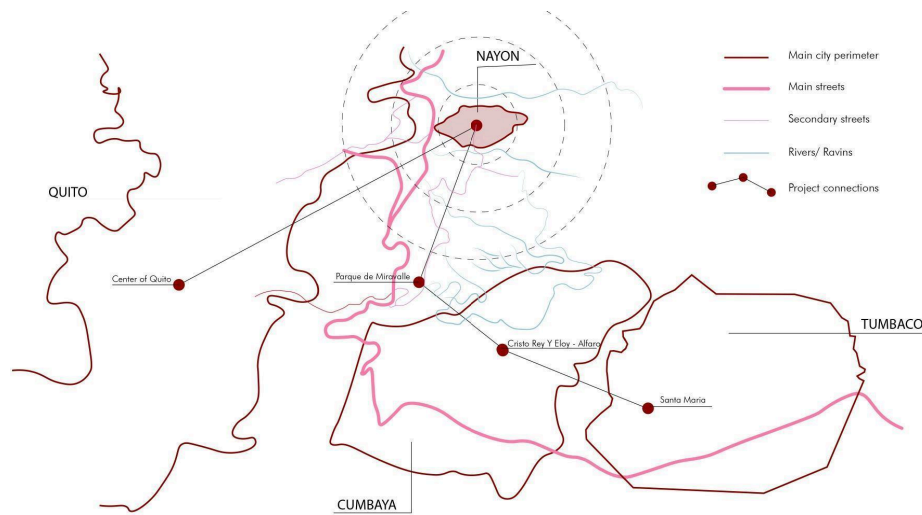 NAYON
Main city perimeter
Main streets
Secondary streets
Rivers/ Ravins
Project connections
QUITO
Center of Quito
Parque de Miravalle
TUMBACO
Cristo Rey Y Eloy - Alfaro
Santa Maria
CUMBAYA